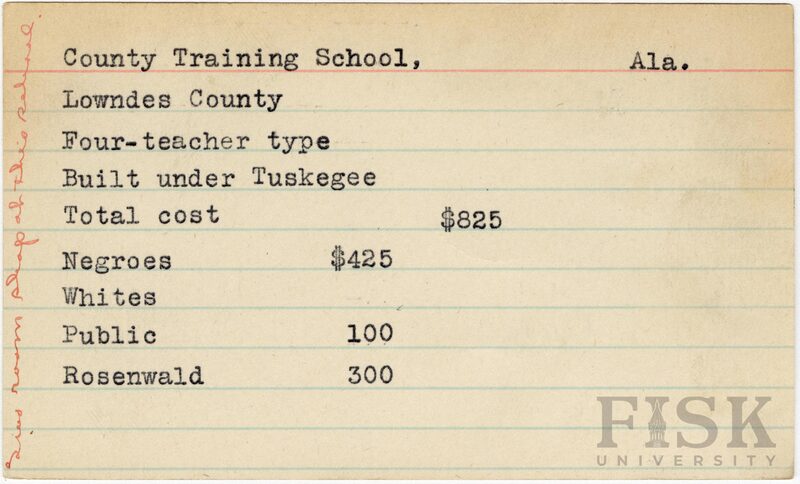 County Training School, Ala.
Lowndes County
Four-teacher type
Built under Tuskegee
Total cost $825
Negroes $425
Whites
Public 100
Rosenwald 300
room shop at this school.
FISK
UNIVERSITY